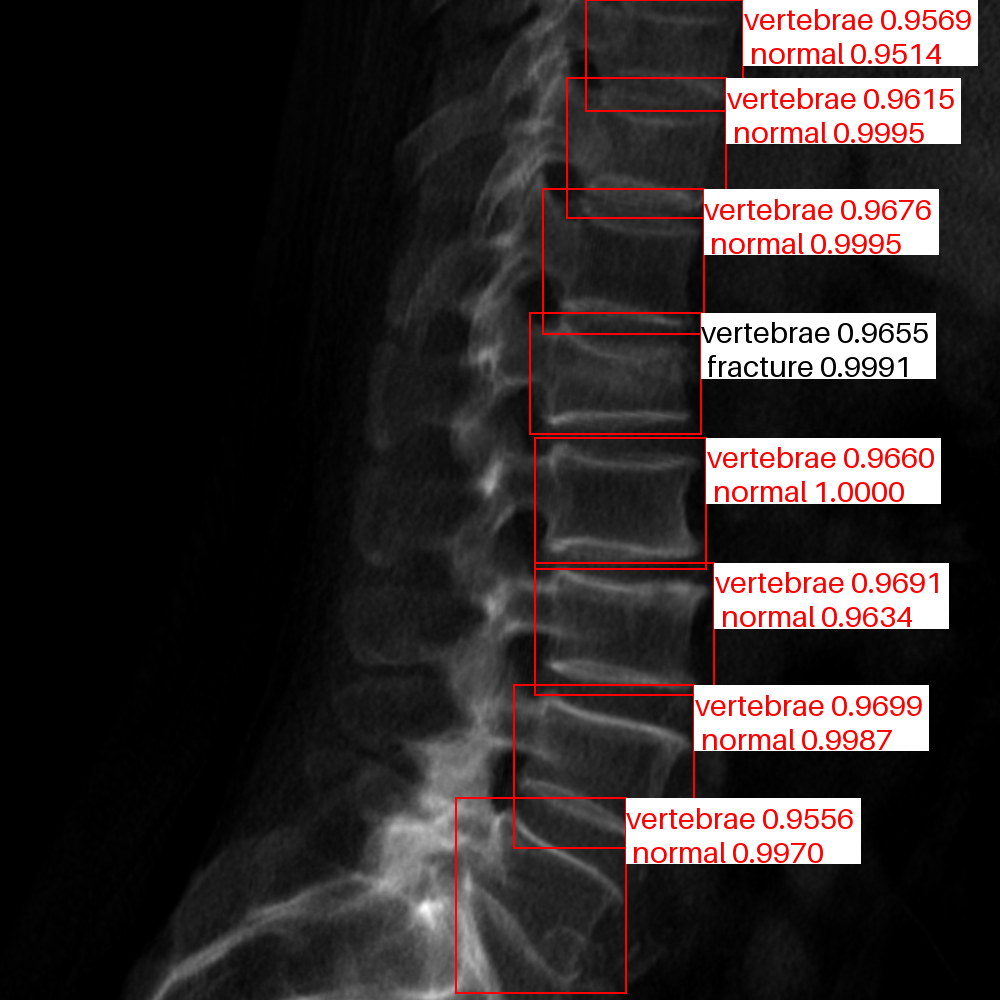 vertebrae 0.9569
normal 0.9514
vertebrae 0.9615
normal 0.9995
vertebrae 0.9676
normal 0.9995
vertebrae 0.9655
fracture 0.9991
vertebrae 0.9660
normal 1.0000
vertebrae 0.9691
normal 0.9634
vertebrae 0.9699
normal 0.9987
vertebrae 0.9556
normal 0.9970